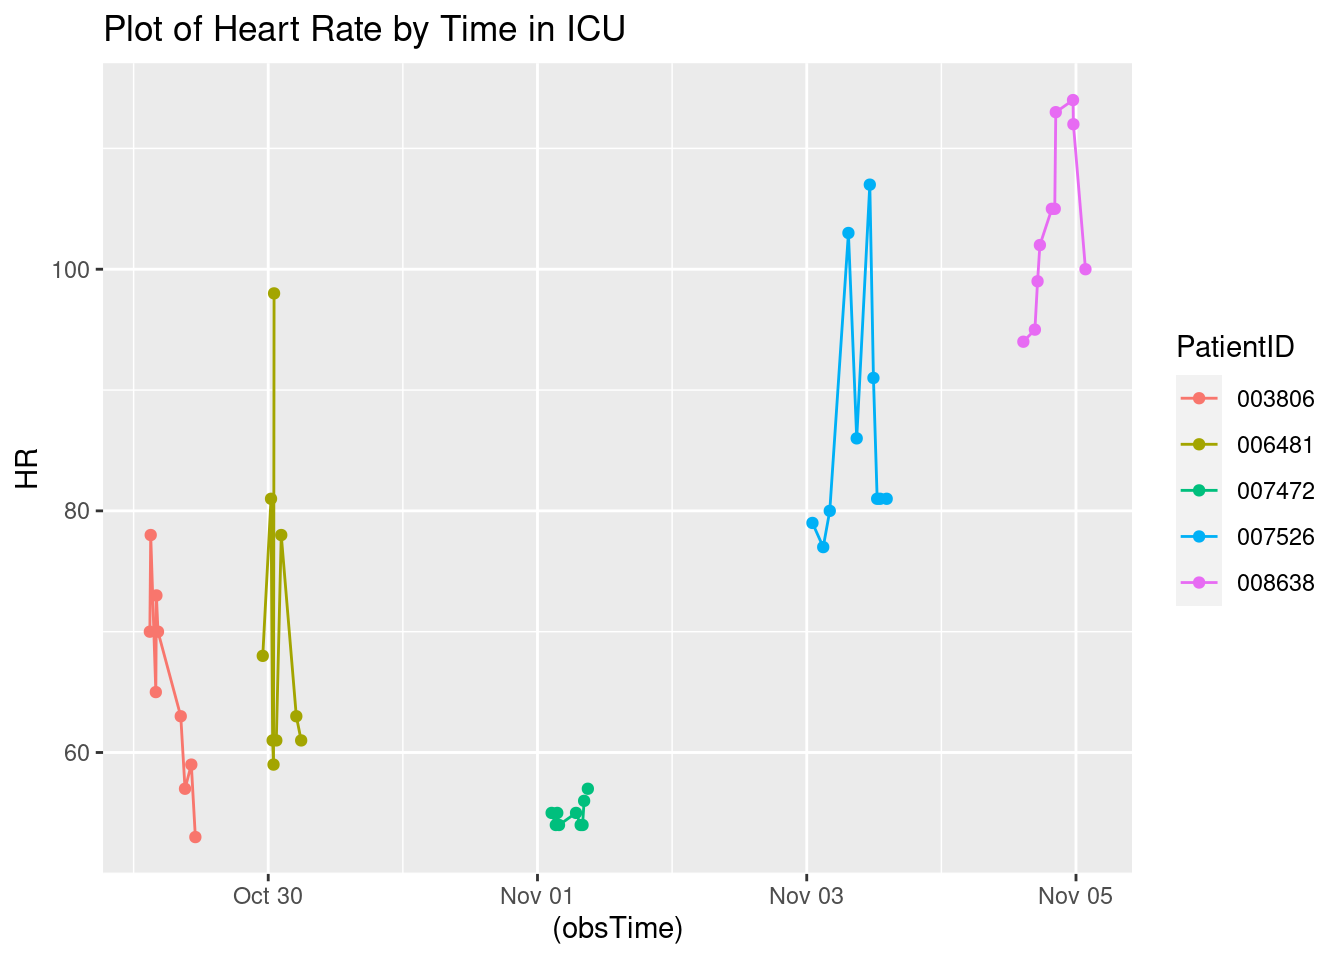 Plot of Heart Rate by Time in ICU
HR
100
80
60
Oct 30
Nov 01
Nov 03
Nov 05
(obsTime)
PatientID
003806
006481
007472
007526
008638